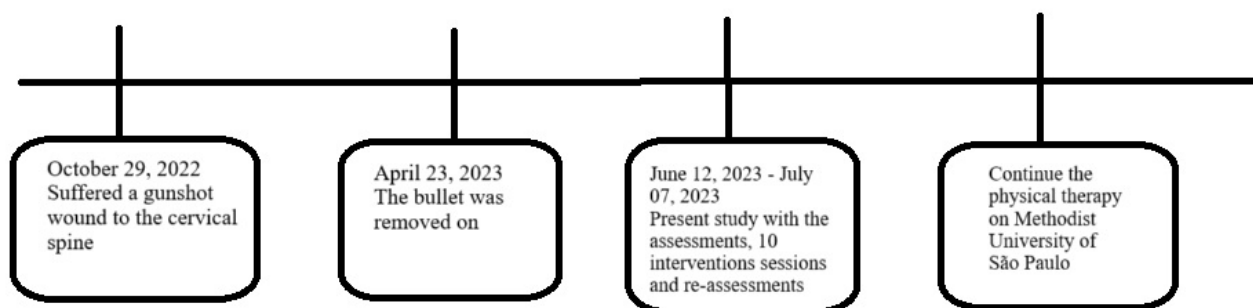 October 29, 2022
Suffered a gunshot
wound to the cervical
spine
April 23, 2023
The bullet was
removed on
June 12, 2023 - July
07, 2023
Present study with the
assessments, 10
interventions sessions
and re-assessments
Continue the
physical therapy
on Methodist
University of
São Paulo